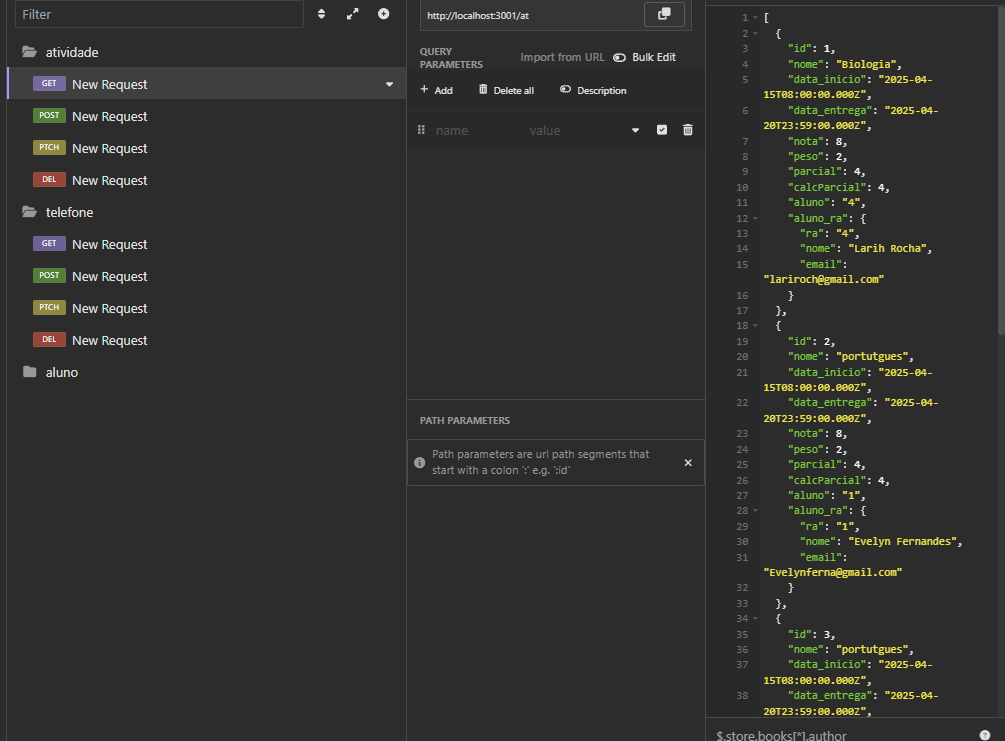 Filter
atividade
GET New Request
POST New Request
PTCH New Request
DEL New Request
telefone
GET New Request
POST New Request
PTCH New Request
DEL New Request
aluno
http://localhost:3001/at
QUERY
PARAMETERS
Import from URL
Bulk Edit
Add
Delete all
Description
name
value
PATH PARAMETERS
Path parameters are url path segments that
start with a colon ':' e.g. ':id'
1 [
2 {
3 "id": 1,
4 "nome": "Biologia",
5 "data_inicio": "2025-04-
15T08:00:00.000Z",
6 "data_entrega": "2025-04-
20T23:59:00.000Z",
7 "nota": 8,
8 "peso": 2,
9 "parcial": 4,
10 "calcParcial": 4,
11 "aluno": "4",
12 "aluno_ra": {
13 "ra": "4",
14 "nome": "Larih Rocha",
15 "email":
"lariroch@gmail.com"
16 }
17 },
18 {
19 "id": 2,
20 "nome": "portutgues",
21 "data_inicio": "2025-04-
15T08:00:00.000Z",
22 "data_entrega": "2025-04-
20T23:59:00.000Z",
23 "nota": 8,
24 "peso": 2,
25 "parcial": 4,
26 "calcParcial": 4,
27 "aluno": "1",
28 "aluno_ra": {
29 "ra": "1",
30 "nome": "Evelyn Fernandes",
31 "email":
"Evelynferna@gmail.com"
32 }
33 },
34 {
35 "id": 3,
36 "nome": "portutgues",
37 "data_inicio": "2025-04-
15T08:00:00.000Z",
38 "data_entrega": "2025-04-
20T23:59:00.000Z",
$.store.books[*].author